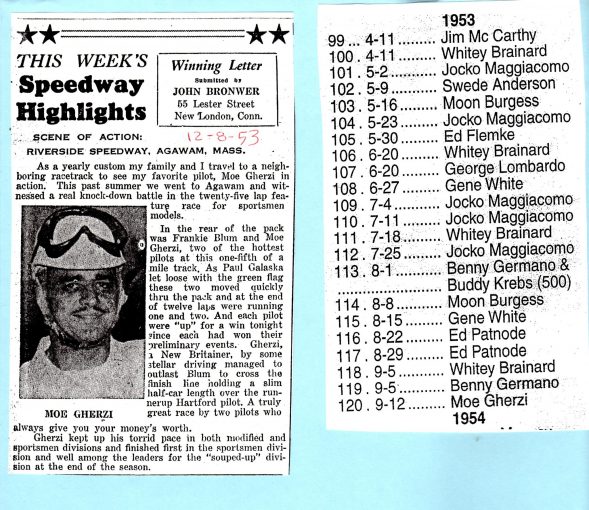 THIS WEEK'S
Speedway
Highlights
Winning Letter
Submitted by
JOHN BRONWER
55 Lester Street
New London, Conn.
12-8-53
SCENE OF ACTION:
RIVERSIDE SPEEDWAY, AGAWAM, MASS.
As a yearly custom my family and I travel to a neigh-
boring racetrack to see my favorite pilot, Moe Gherzi in
action. This past summer we went to Agawam and wit-
nessed a real knock-down battle in the twenty-five lap fea-
ture race for sportsmen
models.
In the rear of the pack
was Frankie Blum and Moe
Gherzi, two of the hottest
pilots at this one-fifth of a
mile track, As Paul Galaska
let loose with the green flag
these two moved quickly
thru the pack and at the end
of twelve laps were running
one and two. And each pilot
were "up" for a win tonight
since each had won their
preliminary events. Gherzi,
a New Britainer, by some
stellar driving managed to
outlast Blum to cross the
finish line holding a slim
half-car length over the run-
nerup Hartford pilot. A truly
great race by two pilots who
MOE GHERZI
always give you your money's worth.
Gherzi kept up his torrid pace in both modified and
sportsmen divisions and finished first in the sportsmen divi-
sion and well among the leaders for the "souped-up" divi-
sion at the end of the season.
1953
99 ... 4-11 ......... Jim Mc Carthy
100 . 4-11 ......... Whitey Brainard
101 . 5-2 ........... Jocko Maggiacomo
102 . 5-9 ........... Swede Anderson
103 . 5-16 ......... Moon Burgess
104 . 5-23 ......... Jocko Maggiacomo
105 . 5-30 ......... Ed Flemke
106 . 6-20 ......... Whitey Brainard
107 . 6-20 ......... George Lombardo
108 . 6-27 ......... Gene White
109 . 7-4 ........... Jocko Maggiacomo
110 . 7-11 ......... Jocko Maggiacomo
111 . 7-18 ......... Whitey Brainard
112 . 7-25 ......... Jocko Maggiacomo
113 . 8-1 ........... Benny Germano &
......................... Buddy Krebs (500)
114 . 8-8 ........... Moon Burgess
115 . 8-15 ......... Gene White
116 . 8-22 ......... Ed Patnode
117 . 8-29 ......... Ed Patnode
118 . 9-5 ........... Whitey Brainard
119 . 9-5 ........... Benny Germano
120 . 9-12 ......... Moe Gherzi
1954